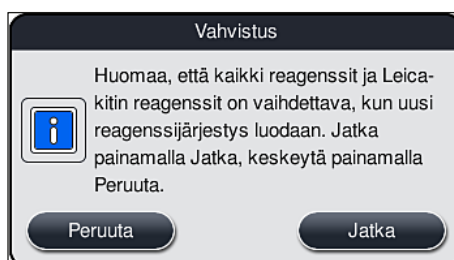 Vahvistus
Huomaa, että kaikki reagenssit ja Leica-
kitin reagenssit on vaihdettava, kun uusi
reagenssijärjestys luodaan. Jatka
painamalla Jatka, keskeytä painamalla
Peruuta.
Peruuta
Jatka